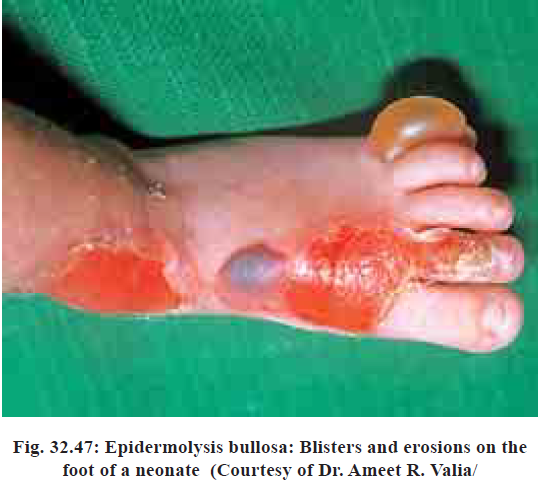 Fig. 32.47: Epidermolysis bullosa: Blisters and erosions on the
foot of a neonate (Courtesy of Dr. Ameet R. Valia/